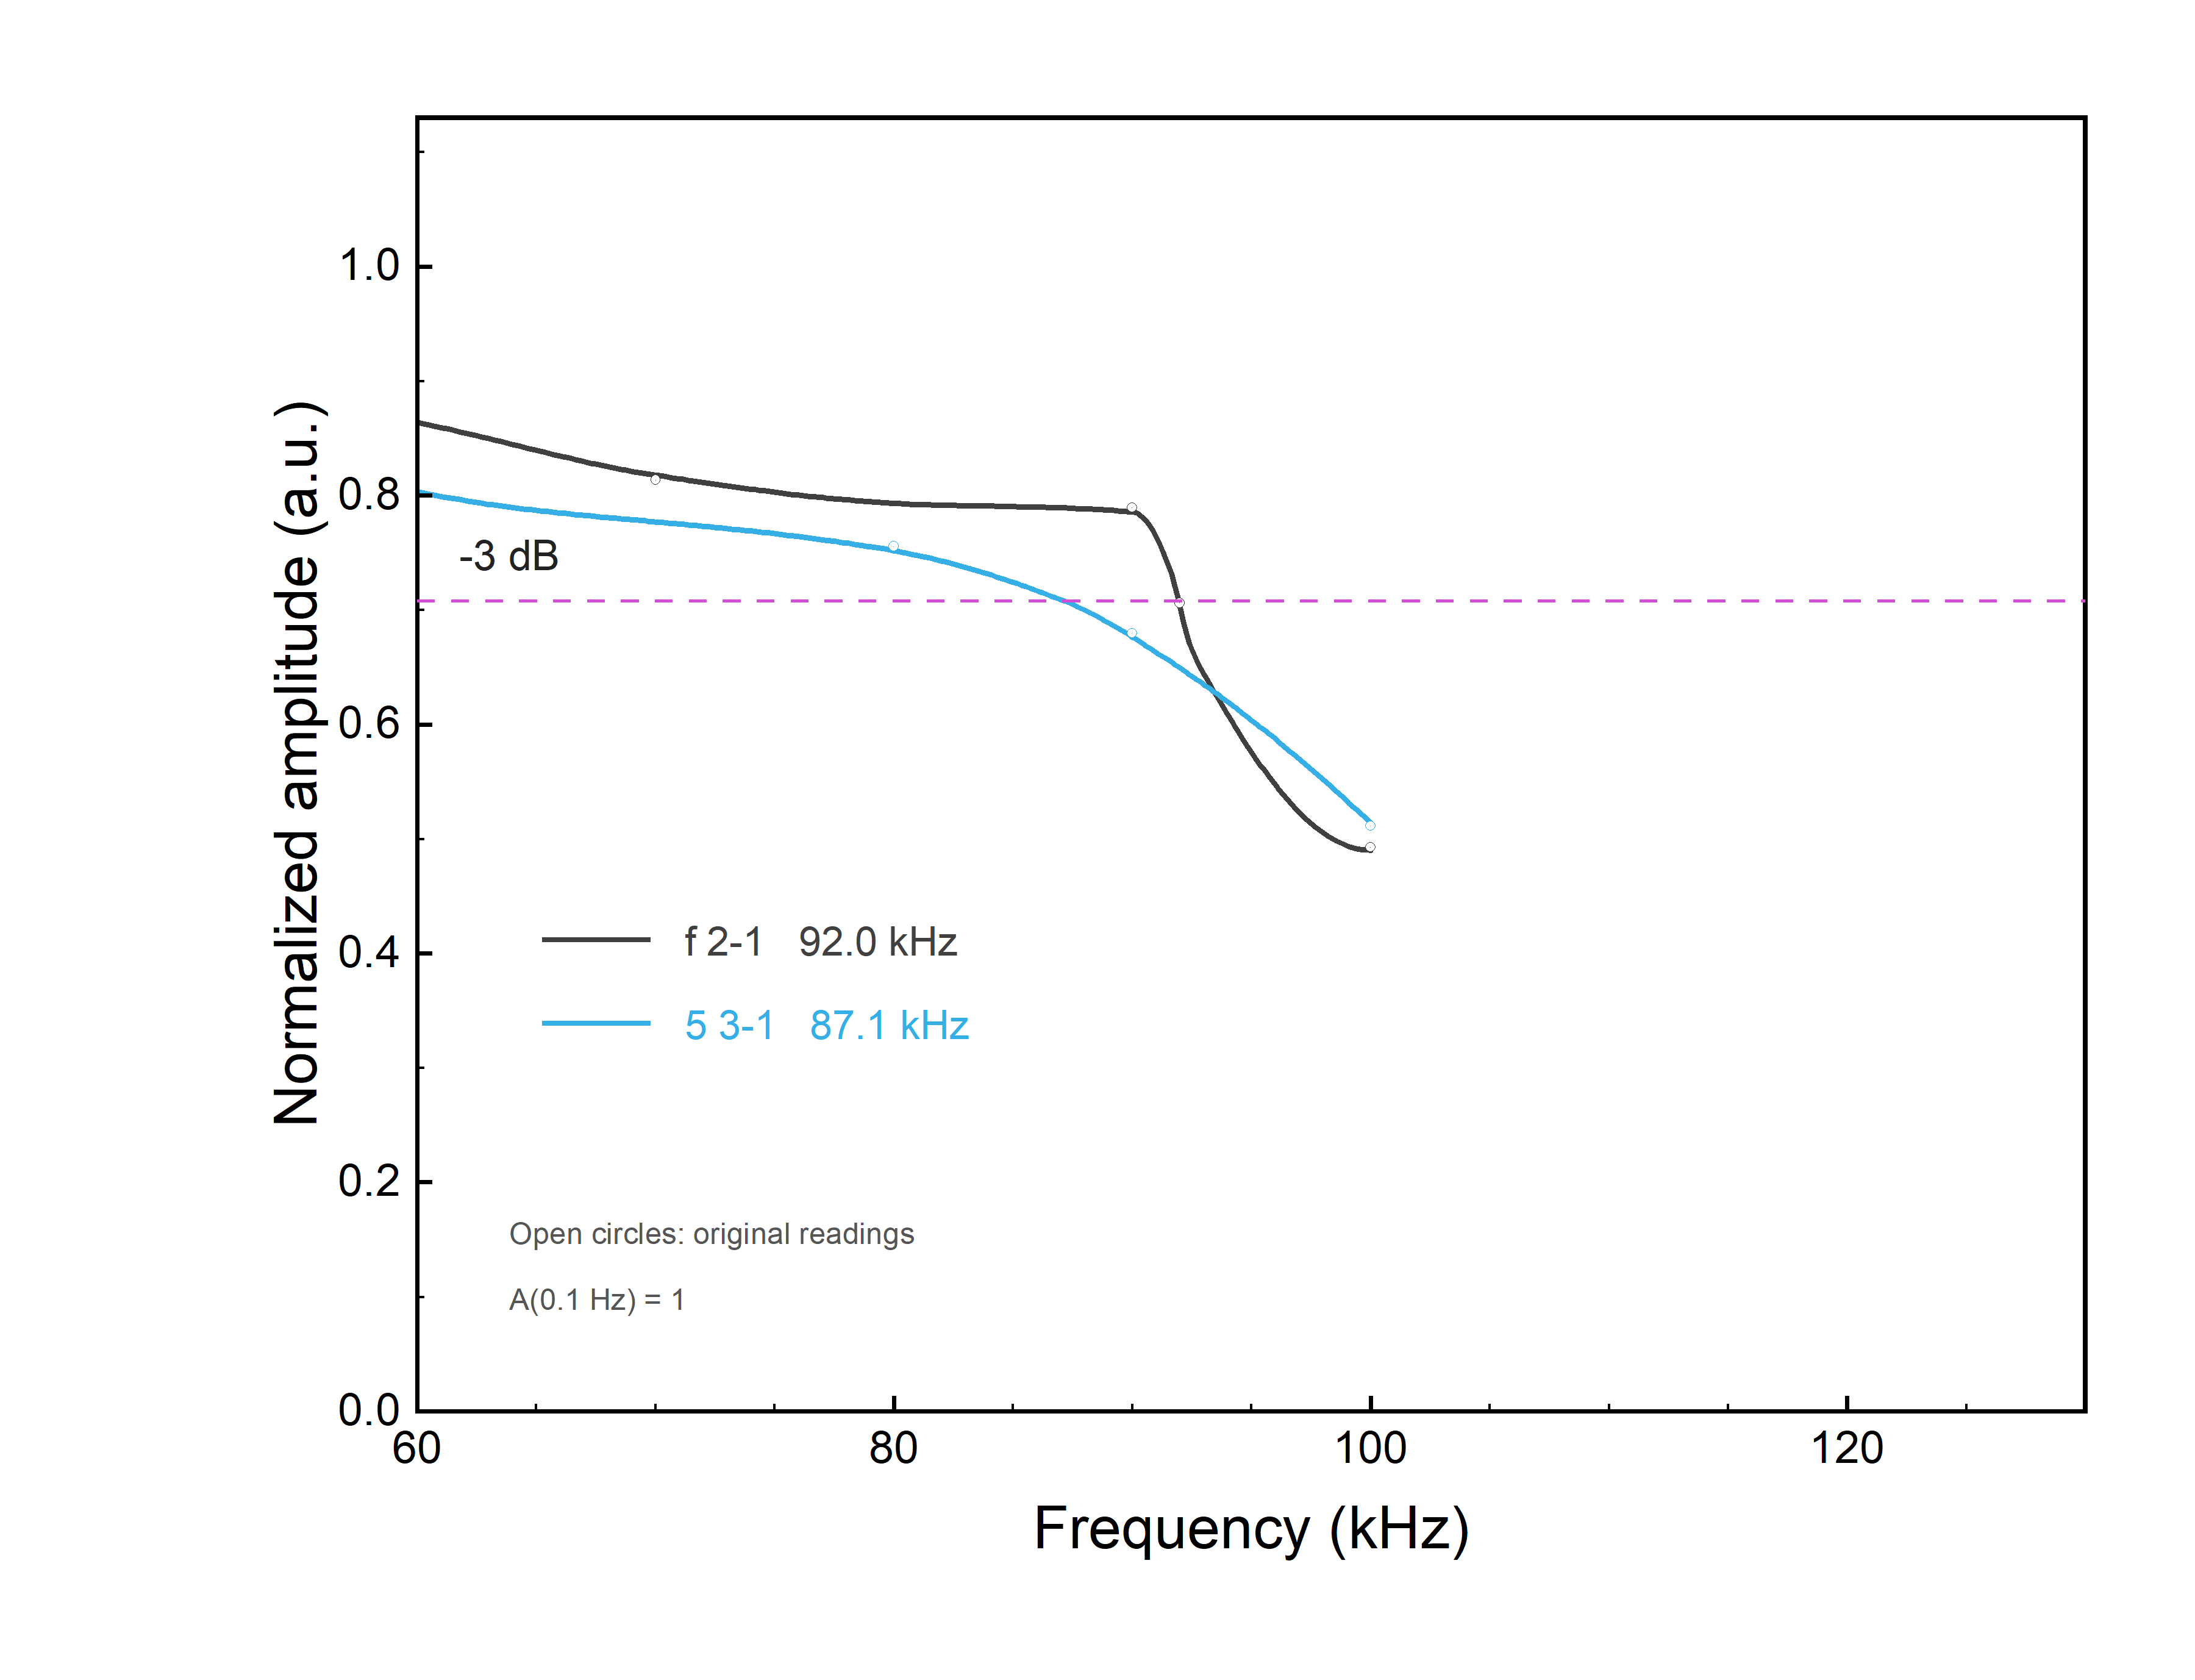 Normalized amplitude (a.u.)
1.0
0.8
0.6
0.4
0.2
0.0
-3 dB
f 2-1 92.0 kHz
5 3-1 87.1 kHz
Open circles: original readings
A(0.1 Hz) = 1
60 80 100 120
Frequency (kHz)